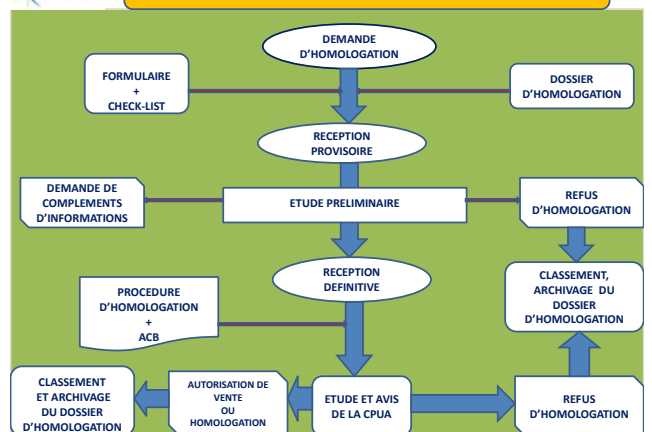 DEMANDE
D'HOMOLOGATION
FORMULAIRE
+
CHECK-LIST
DOSSIER
D'HOMOLOGATION
RECEPTION
PROVISOIRE
DEMANDE DE
COMPLEMENTS
D'INFORMATIONS
ETUDE PRELIMINAIRE
REFUS
D'HOMOLOGATION
RECEPTION
DEFINITIVE
PROCEDURE
D'HOMOLOGATION
+
ACB
CLASSEMENT,
ARCHIVAGE DU
DOSSIER
D'HOMOLOGATION
CLASSEMENT
ET ARCHIVAGE
DU DOSSIER
D'HOMOLOGATION
AUTORISATION DE
VENTE
OU
HOMOLOGATION
ETUDE ET AVIS
DE LA CPUA
REFUS
D'HOMOLOGATION